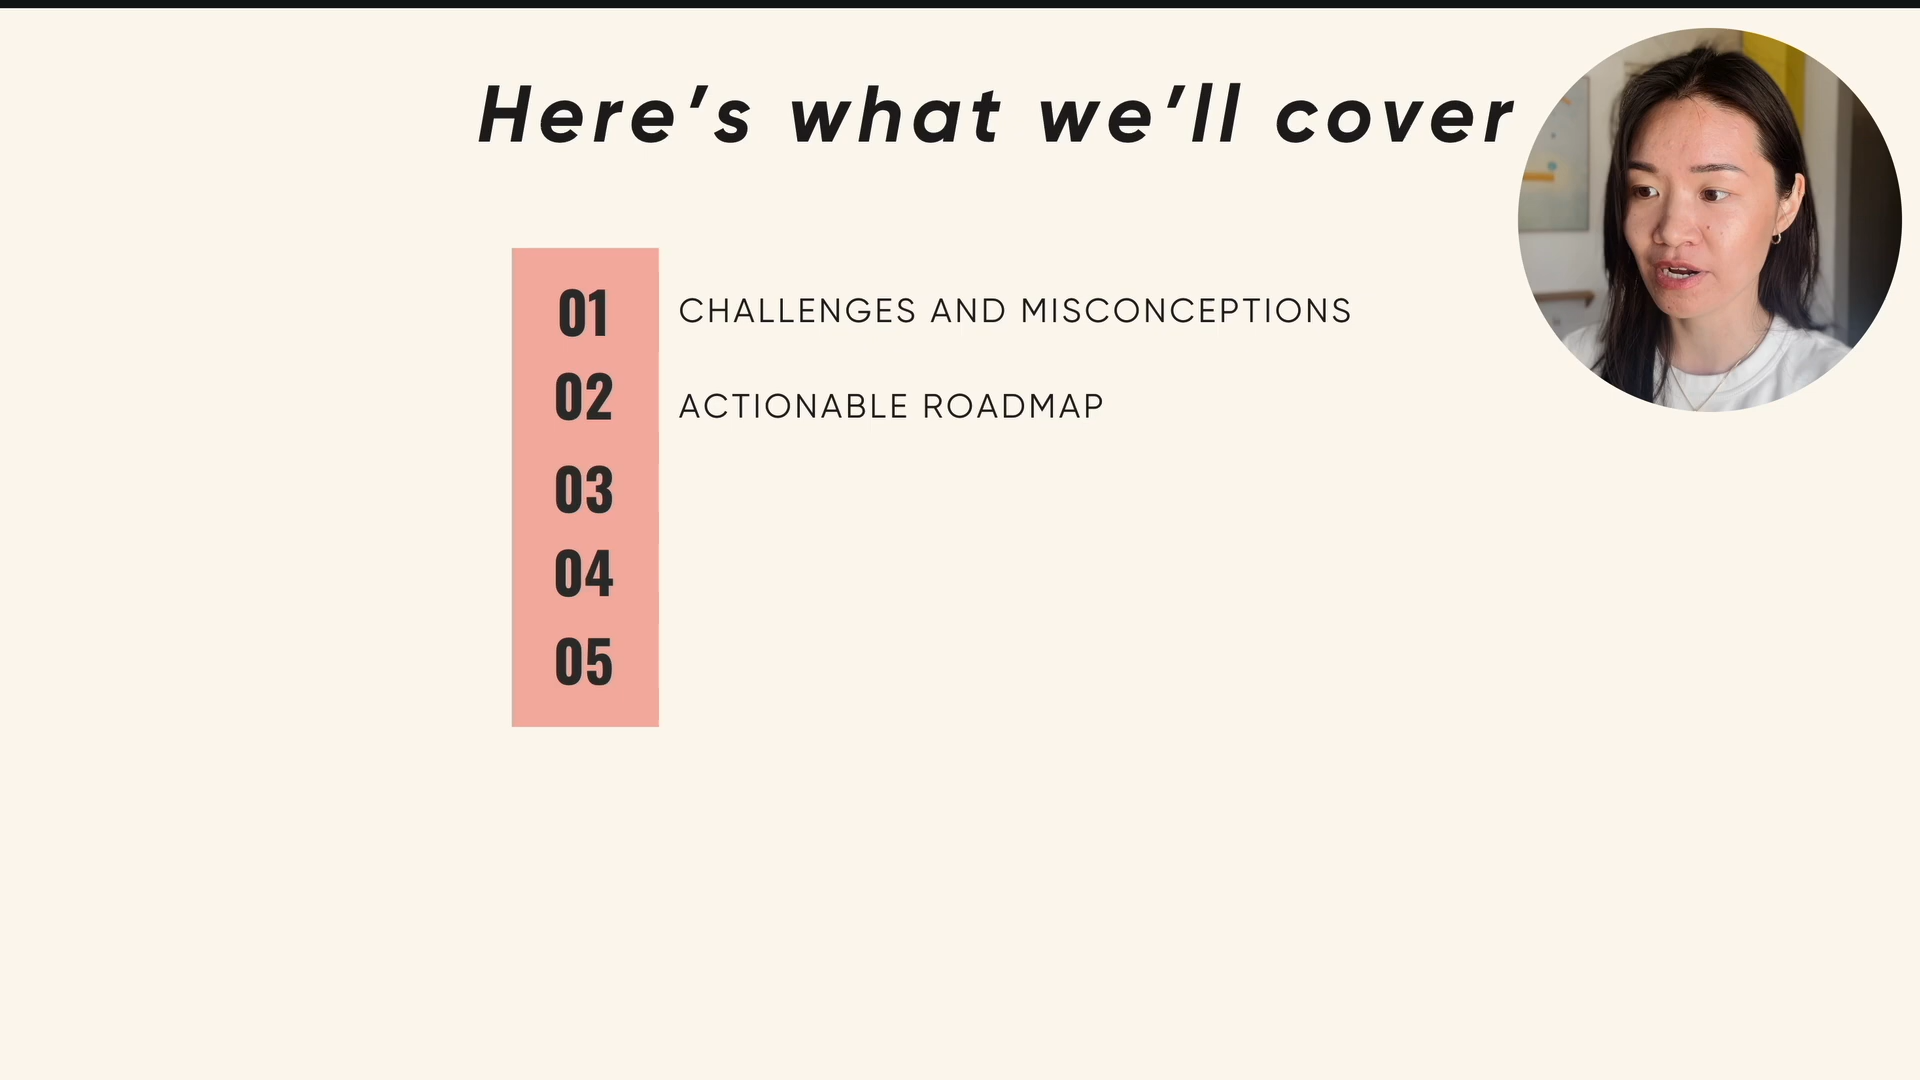 Here’s what we’ll cover
01 CHALLENGES AND MISCONCEPTIONS
02 ACTIONABLE ROADMAP
03
04
05